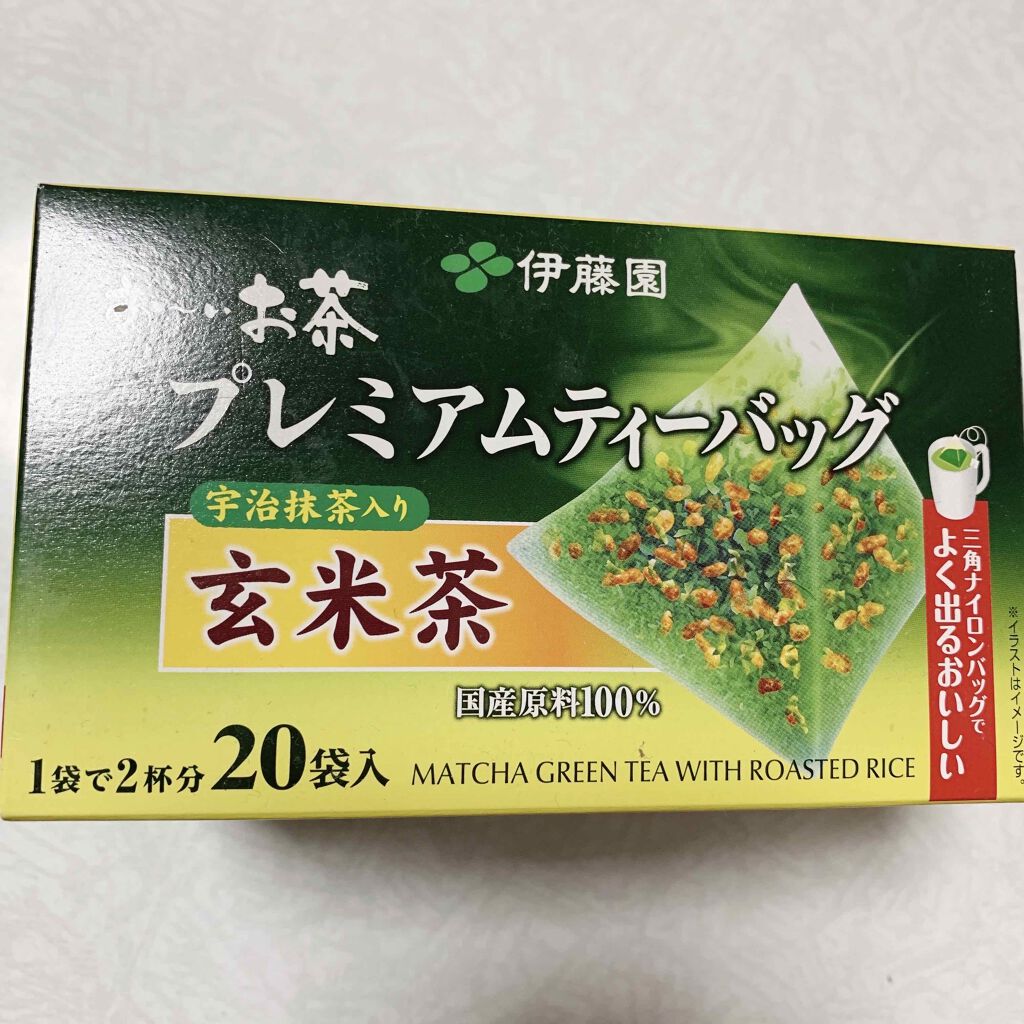 伊藤園
お〜いお茶
プレミアムティーバッグ
宇治抹茶入り
玄米茶
国産原料100%
1袋で2杯分 20袋入
MATCHA GREEN TEA WITH ROASTED RICE
三角ナイロンバッグで
よく出るおいしい
※イラストはイメージです。